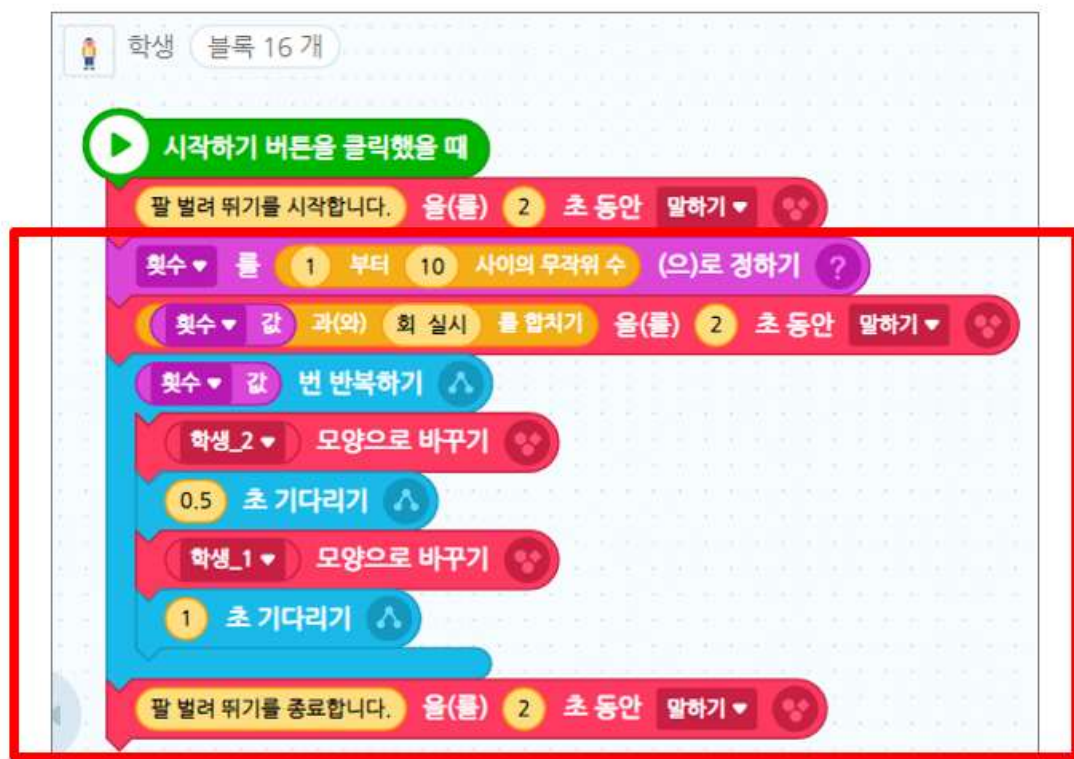 학생 블록 16 개
시작하기 버튼을 클릭했을 때
팔 벌려 뛰기를 시작합니다. 을(를) 2 초 동안 말하기
횟수 를 1 부터 10 사이의 무작위 수 (으)로 정하기 ?
횟수 값 과(와) 회 실시 를 합치기 을(를) 2 초 동안 말하기
횟수 값 번 반복하기
학생_2 모양으로 바꾸기
0.5 초 기다리기
학생_1 모양으로 바꾸기
1 초 기다리기
팔 벌려 뛰기를 종료합니다. 을(를) 2 초 동안 말하기